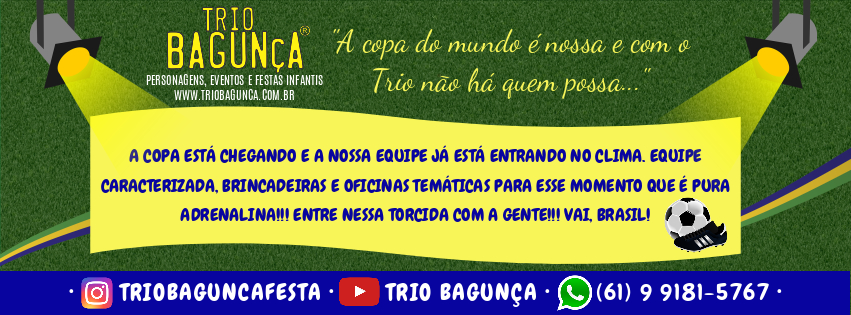 TRIO
BAGUNÇA®
PERSONAGENS, EVENTOS E FESTAS INFANTIS
WWW.TRIOBAGUNCA.COM.BR
"A copa do mundo é nossa e com o
Trio não há quem possa..."
A COPA ESTÁ CHEGANDO E A NOSSA EQUIPE JÁ ESTÁ ENTRANDO NO CLIMA. EQUIPE
CARACTERIZADA, BRINCADEIRAS E OFICINAS TEMÁTICAS PARA ESSE MOMENTO QUE É PURA
ADRENALINA!!! ENTRE NESSA TORCIDA COM A GENTE!!! VAI, BRASIL!
• TRIOBAGUNCAFESTA • TRIO BAGUNÇA • (61) 9 9181-5767 •